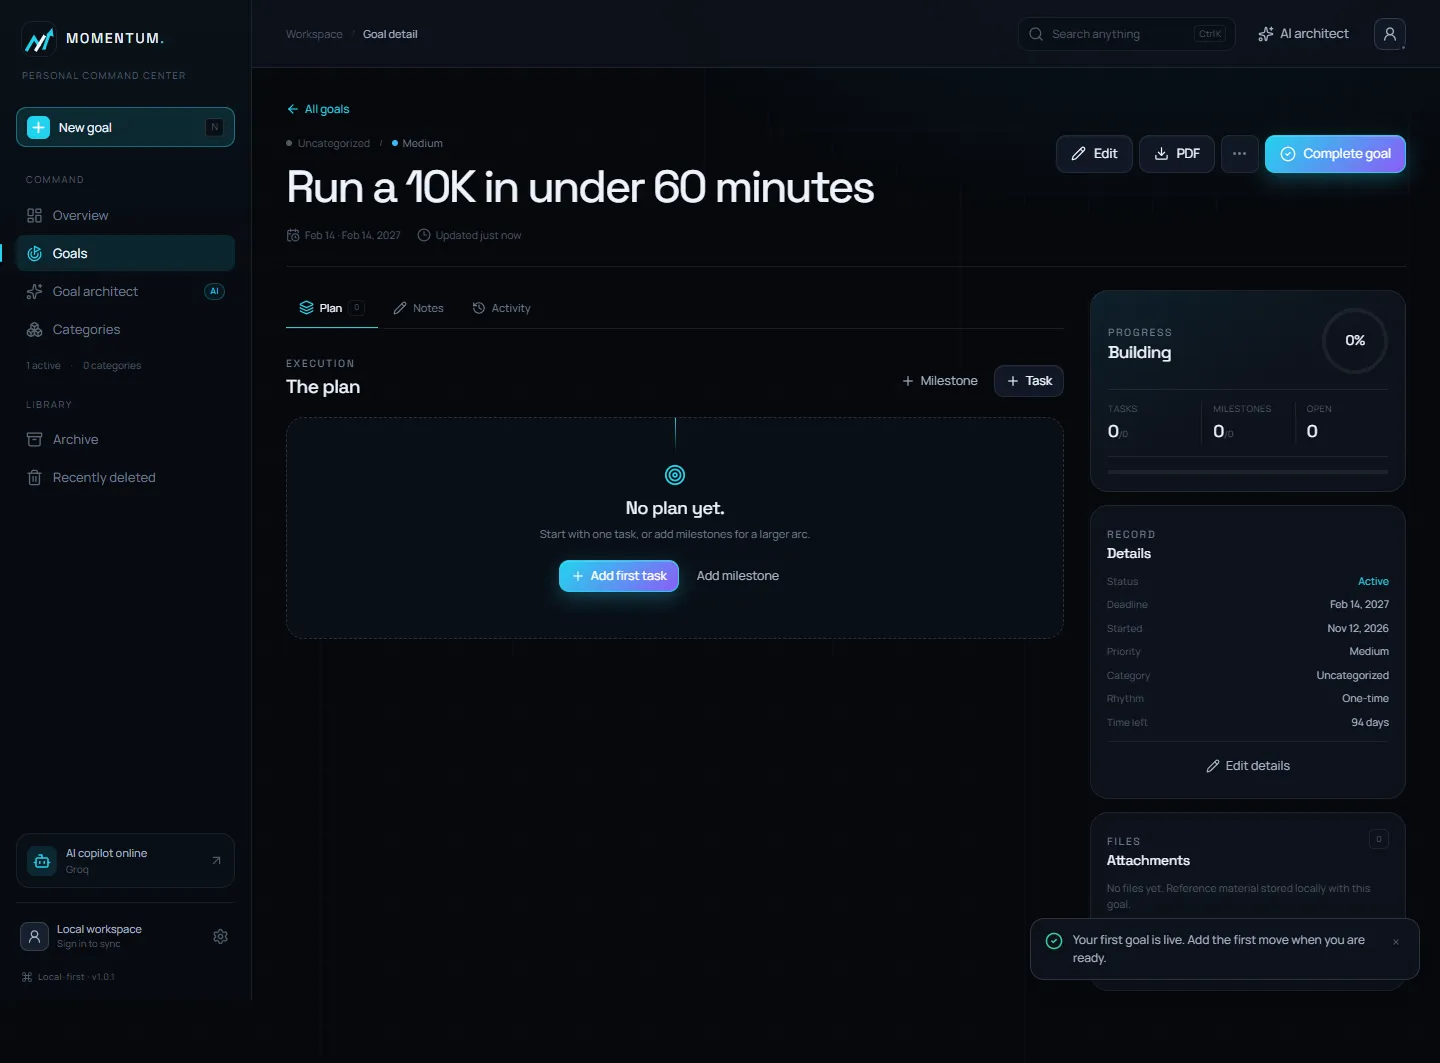 MOMENTUM.
PERSONAL COMMAND CENTER
New goal N
COMMAND
Overview
Goals
Goal architect AI
Categories
1 active · 0 categories
LIBRARY
Archive
Recently deleted
AI copilot online
Groq
Local workspace
Sign in to sync
Local-first · v1.0.1
Workspace / Goal detail
Search anything Ctrl K
AI architect
All goals
Uncategorized / Medium
Run a 10K in under 60 minutes
Feb 14 · Feb 14, 2027 Updated just now
Edit
PDF
Complete goal
Plan 0
Notes
Activity
EXECUTION
The plan
Milestone
Task
No plan yet.
Start with one task, or add milestones for a larger arc.
Add first task
Add milestone
PROGRESS
Building
0%
TASKS MILESTONES OPEN
0/0 0/0 0
RECORD
Details
Status Active
Deadline Feb 14, 2027
Started Nov 12, 2026
Priority Medium
Category Uncategorized
Rhythm One-time
Time left 94 days
Edit details
FILES
Attachments
0
No files yet. Reference material stored locally with this
goal.
Your first goal is live. Add the first move when you are
ready.